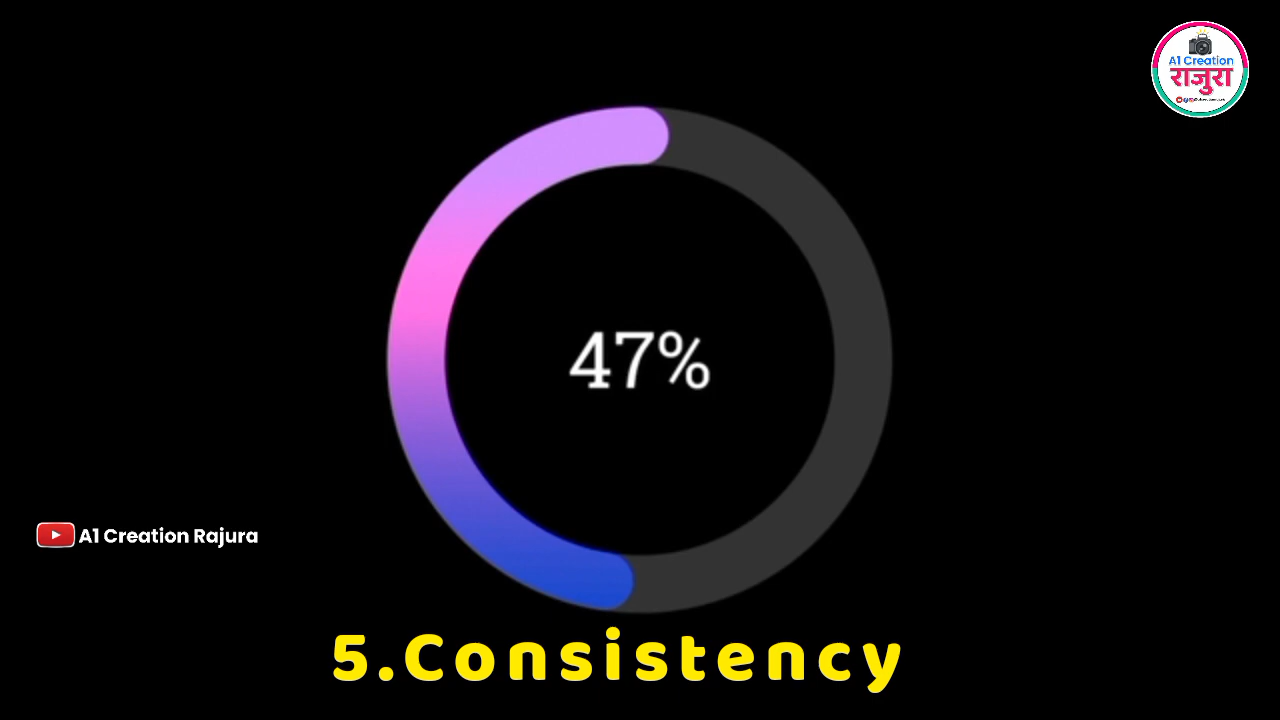 A1 Creation
राजुरा
47%
A1 Creation Rajura
5.Consistency